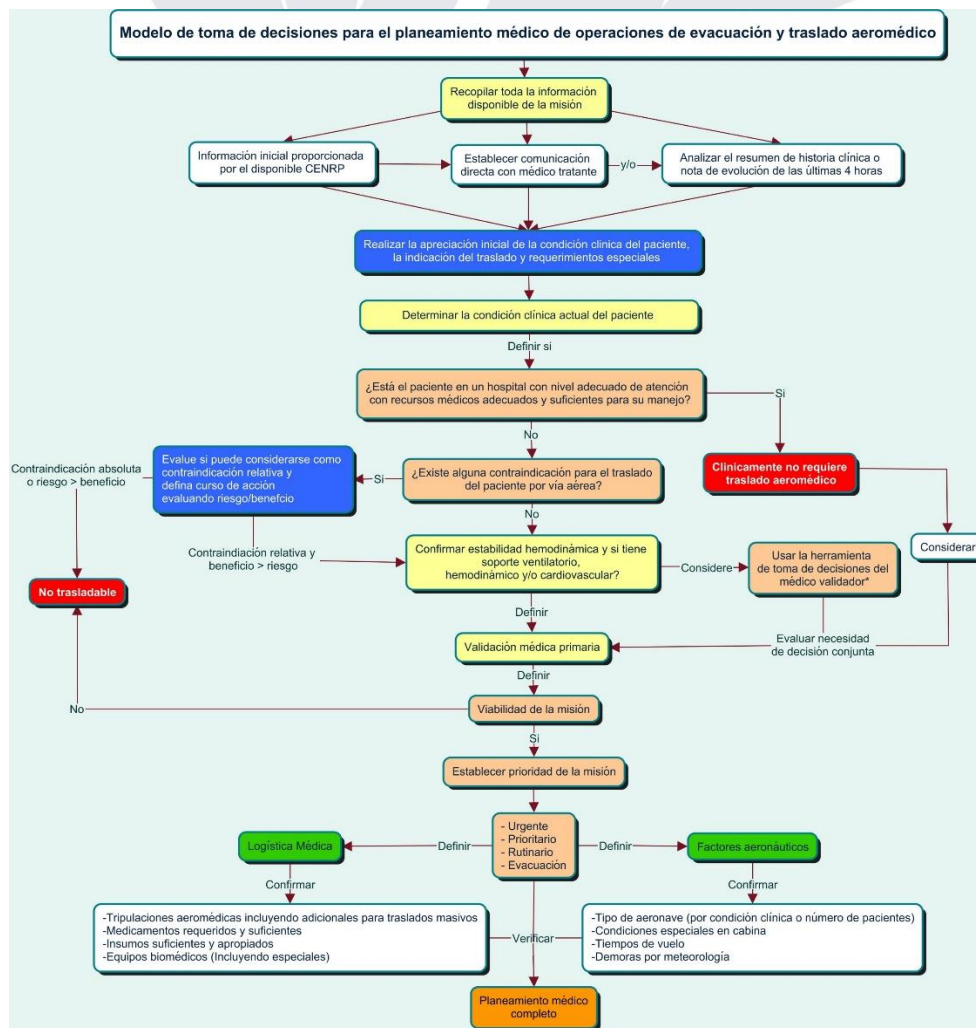 Modelo de toma de decisiones para el planeamiento médico de operaciones de evacuación y traslado aeromédico
Recopilar toda la información
disponible de la misión
Información inicial proporcionada
por el disponible CENRP
Establecer comunicación
directa con médico tratante
y/o
Analizar el resumen de historia clínica o
nota de evolución de las últimas 4 horas
Realizar la apreciación inicial de la condición clinica del paciente,
la indicación del traslado y requerimientos especiales
Determinar la condición clínica actual del paciente
Definir si
¿Está el paciente en un hospital con nivel adecuado de atención
con recursos médicos adecuados y suficientes para su manejo?
Si
No
Clinicamente no requiere
traslado aeromédico
Contraindicación absoluta
o riesgo > beneficio
Evalue si puede considerarse como
contraindicación relativa y
defina curso de acción
evaluando riesgo/benefcio
Si
¿Existe alguna contraindicación para el traslado
del paciente por vía aérea?
No
Considerar
Contraindiación relativa y
beneficio > riesgo
Confirmar estabilidad hemodinámica y si tiene
soporte ventilatorio,
hemodinámico y/o cardiovascular?
Considere
Usar la herramienta
de toma de decisiones del
médico validador*
No trasladable
Definir
Evaluar necesidad
de decisión conjunta
Validación médica primaria
Definir
No
Viabilidad de la misión
Si
Establecer prioridad de la misión
- Urgente
- Prioritario
- Rutinario
- Evacuación
Logística Médica
Definir
Definir
Factores aeronáuticos
Confirmar
Confirmar
-Tripulaciones aeromédicas incluyendo adicionales para traslados masivos
-Medicamentos requeridos y suficientes
-Insumos suficientes y apropiados
-Equipos biomédicos (Incluyendo especiales)
Verificar
-Tipo de aeronave (por condición clínica o número de pacientes)
-Condiciones especiales en cabina
-Tiempos de vuelo
-Demoras por meteorología
Planeamiento médico
completo